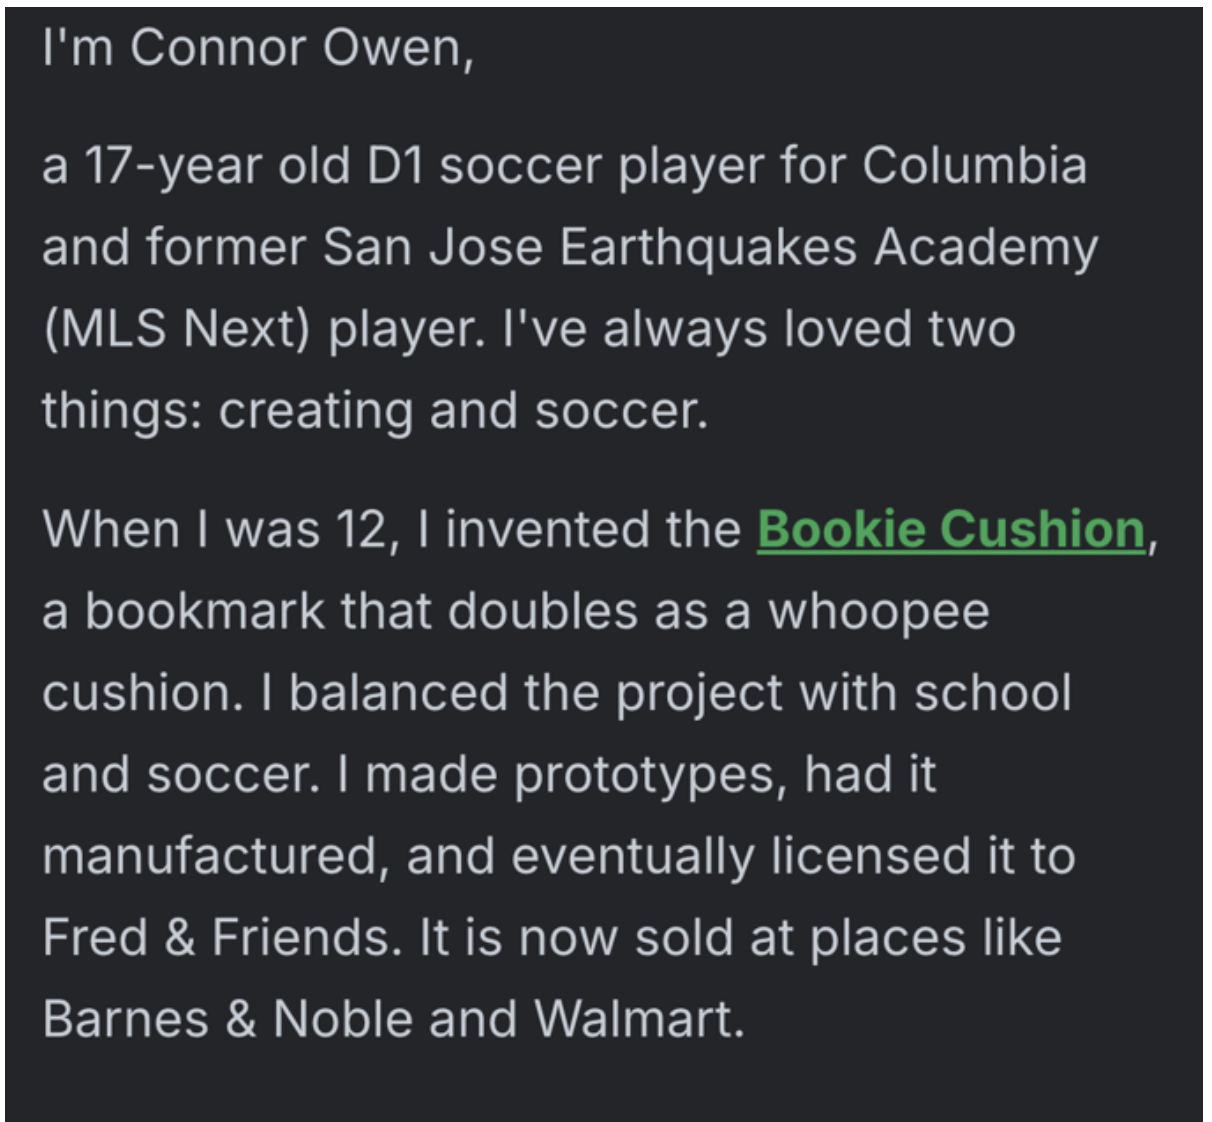 I'm Connor Owen,
a 17-year old D1 soccer player for Columbia
and former San Jose Earthquakes Academy
(MLS Next) player. I've always loved two
things: creating and soccer.
When I was 12, I invented the Bookie Cushion,
a bookmark that doubles as a whoopee
cushion. I balanced the project with school
and soccer. I made prototypes, had it
manufactured, and eventually licensed it to
Fred & Friends. It is now sold at places like
Barnes & Noble and Walmart.